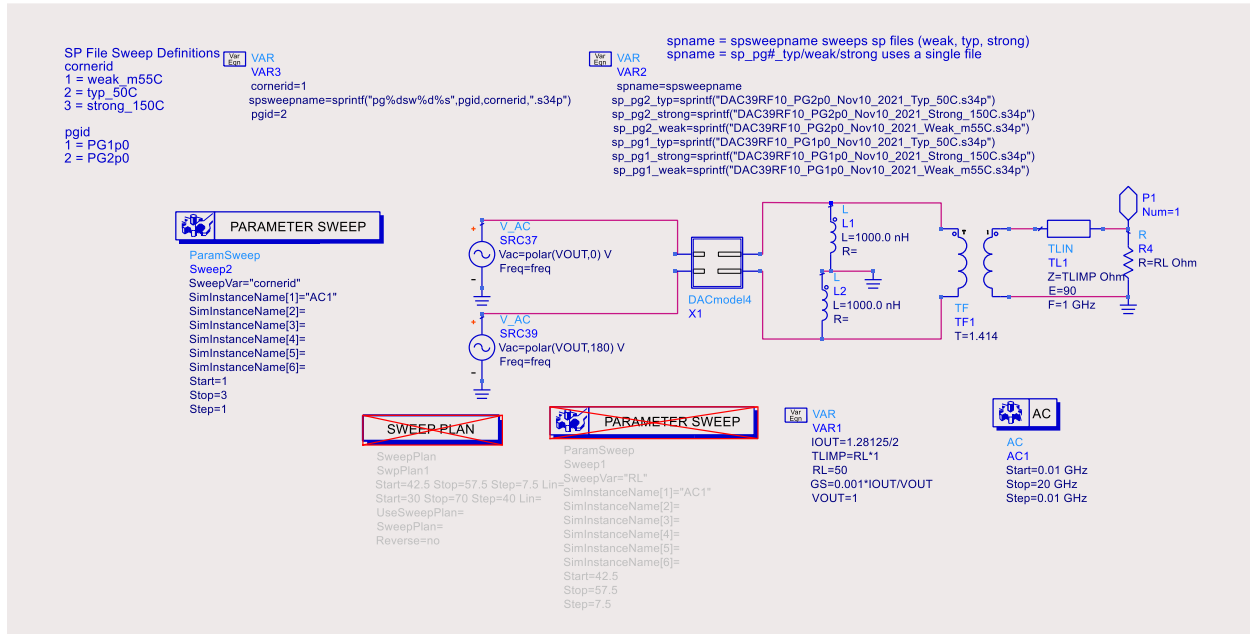 SP File Sweep Definitions
cornerid
1 = weak_m55C
2 = typ_50C
3 = strong_150C
pgid
1 = PG1p0
2 = PG2p0
Var
Eqn
VAR
VAR3
cornerid=1
spsweepname=sprintf("pg%dsw%d%s",pgid,cornerid,".s34p")
pgid=2
spname = spsweepname sweeps sp files (weak, typ, strong)
spname = sp_pg#_typ/weak/strong uses a single file
Var
Eqn
VAR
VAR2
spname=spsweepname
sp_pg2_typ=sprintf("DAC39RF10_PG2p0_Nov10_2021_Typ_50C.s34p")
sp_pg2_strong=sprintf("DAC39RF10_PG2p0_Nov10_2021_Strong_150C.s34p")
sp_pg2_weak=sprintf("DAC39RF10_PG2p0_Nov10_2021_Weak_m55C.s34p")
sp_pg1_typ=sprintf("DAC39RF10_PG1p0_Nov10_2021_Typ_50C.s34p")
sp_pg1_strong=sprintf("DAC39RF10_PG1p0_Nov10_2021_Strong_150C.s34p")
sp_pg1_weak=sprintf("DAC39RF10_PG1p0_Nov10_2021_Weak_m55C.s34p")
PARAMETER SWEEP
ParamSweep
Sweep2
SweepVar="cornerid"
SimInstanceName[1]="AC1"
SimInstanceName[2]=
SimInstanceName[3]=
SimInstanceName[4]=
SimInstanceName[5]=
SimInstanceName[6]=
Start=1
Stop=3
Step=1
+
V_AC
SRC37
Vac=polar(VOUT,0) V
Freq=freq
-
+
V_AC
SRC39
Vac=polar(VOUT,180) V
Freq=freq
-
DACmodel4
X1
L
L1
L=1000.0 nH
R=
L
L2
L=1000.0 nH
R=
TF
TF1
T=1.414
TLIN
TL1
Z=TLIMP Ohm
E=90
F=1 GHz
P1
Num=1
R
R4
R=RL Ohm
SWEEP PLAN
SweepPlan
SwpPlan1
Start=42.5 Stop=57.5 Step=7.5 Lin=
Start=30 Stop=70 Step=40 Lin=
UseSweepPlan=
SweepPlan=
Reverse=no
PARAMETER SWEEP
ParamSweep
Sweep1
SweepVar="RL"
SimInstanceName[1]="AC1"
SimInstanceName[2]=
SimInstanceName[3]=
SimInstanceName[4]=
SimInstanceName[5]=
SimInstanceName[6]=
Start=42.5
Stop=57.5
Step=7.5
Var
Eqn
VAR
VAR1
IOUT=1.28125/2
TLIMP=RL*1
RL=50
GS=0.001*IOUT/VOUT
VOUT=1
AC
AC
AC1
Start=0.01 GHz
Stop=20 GHz
Step=0.01 GHz